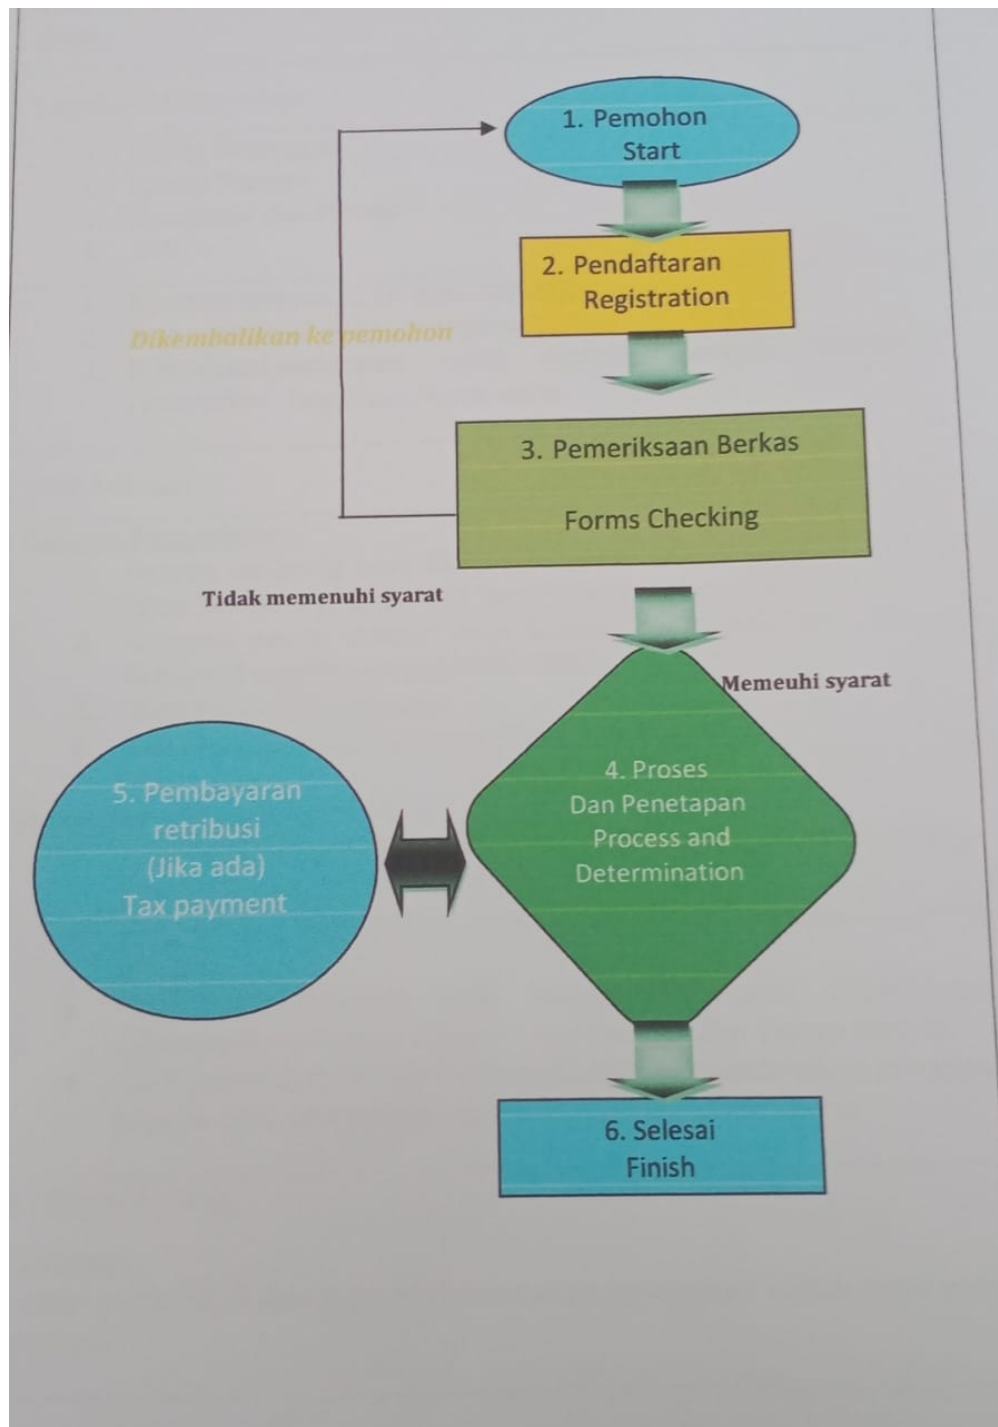 1. Pemohon
Start
2. Pendaftaran
Registration
Dikembalikan ke pemohon
3. Pemeriksaan Berkas
Forms Checking
Tidak memenuhi syarat
Memeuhi syarat
4. Proses
Dan Penetapan
Process and
Determination
5. Pembayaran
retribusi
(Jika ada)
Tax payment
6. Selesai
Finish